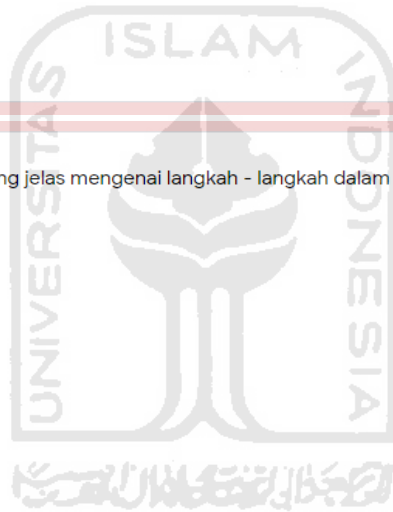 ISLAM
UNIVERSITAS
INDONESIA
ng jelas mengenai langkah - langkah dalam